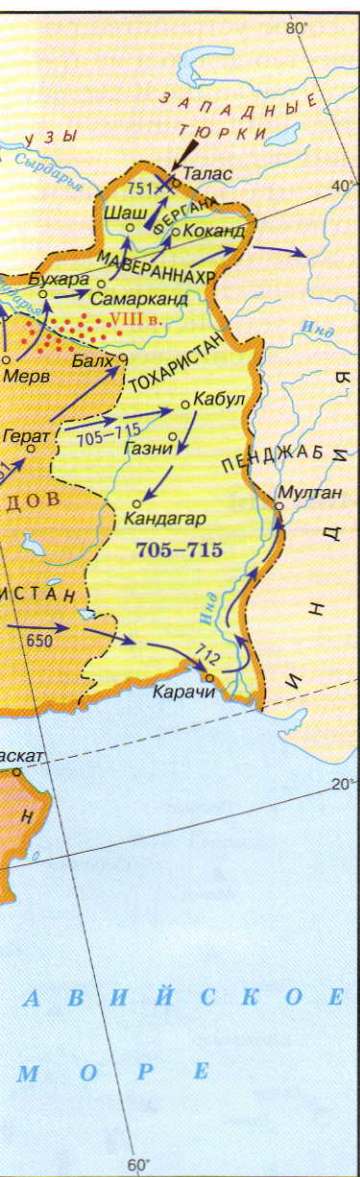 80°
ЗАПАДНЫЕ
ТЮРКИ
УЗЫ
Сырдарья
751
Талас
40°
Шаш
ФЕРГАНА
Коканд
МАВЕРАННАХР
Бухара
Самарканд
VIII в.
Инд
Мерв
Балх
ТОХАРИСТАН
Кабул
Герат
705–715
Газни
ПЕНДЖАБ
Мултан
ДОВ
Кандагар
705–715
ИНДИЯ
ИСТАН
650
Инд
712
Карачи
аскат
20°
Н
АВИЙСКОЕ
МОРЕ
60°